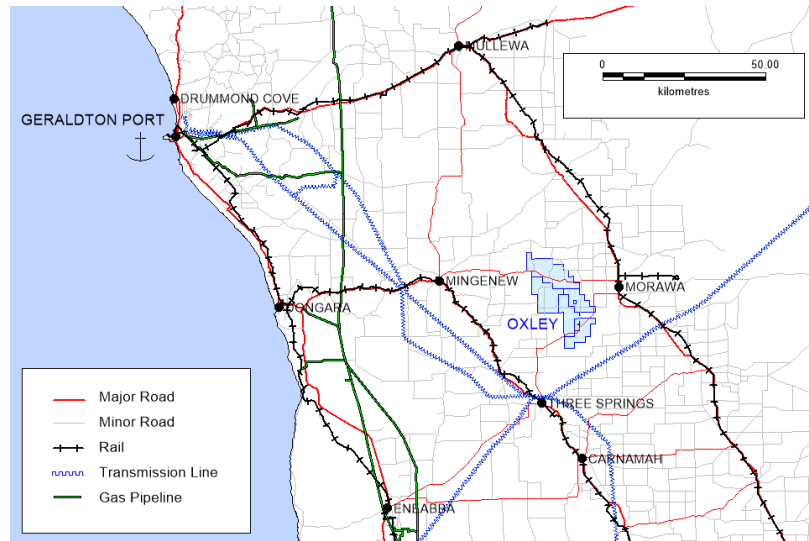 MULLEWA
0 50.00
kilometres
DRUMMOND COVE
GERALDTON PORT
MINGENEW
MORAWA
DONGARA
OXLEY
THREE SPRINGS
CARNAMAH
ENEABBA
Major Road
Minor Road
Rail
Transmission Line
Gas Pipeline